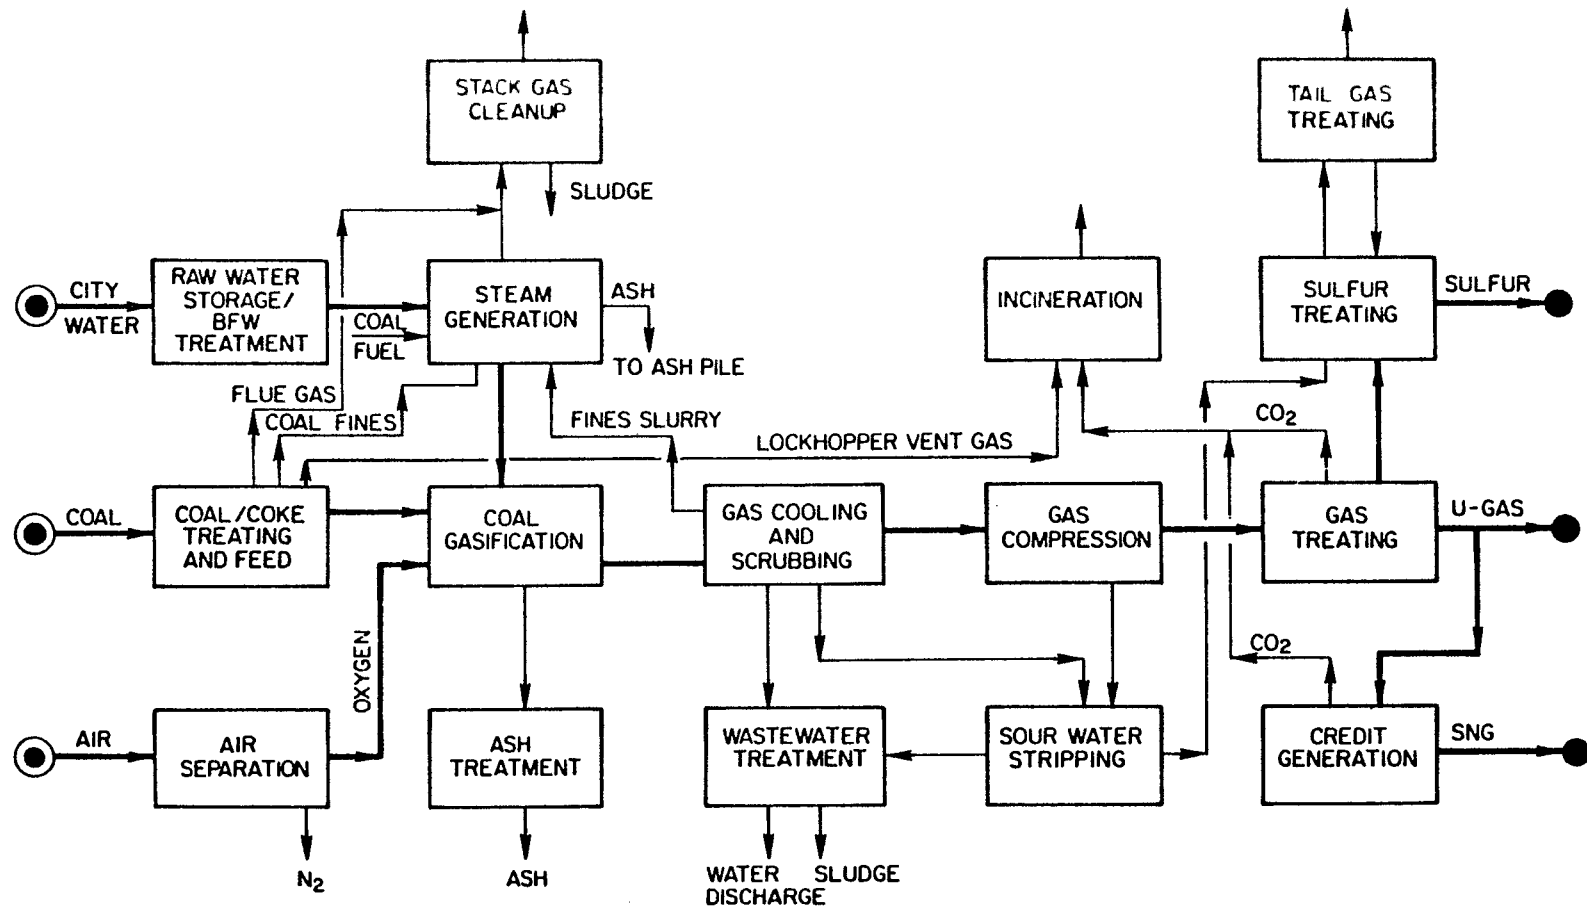 STACK GAS
CLEANUP
TAIL GAS
TREATING
SLUDGE
CITY
WATER
RAW WATER
STORAGE/
BFW
TREATMENT
STEAM
GENERATION
COAL
FUEL
ASH
TO ASH PILE
INCINERATION
SULFUR
TREATING
SULFUR
FLUE GAS
COAL FINES
FINES SLURRY
LOCKHOPPER VENT GAS
CO2
COAL
COAL/COKE
TREATING
AND FEED
COAL
GASIFICATION
GAS COOLING
AND
SCRUBBING
GAS
COMPRESSION
GAS
TREATING
U-GAS
OXYGEN
CO2
AIR
AIR
SEPARATION
ASH
TREATMENT
WASTEWATER
TREATMENT
SOUR WATER
STRIPPING
CREDIT
GENERATION
SNG
N2
ASH
WATER
DISCHARGE
SLUDGE